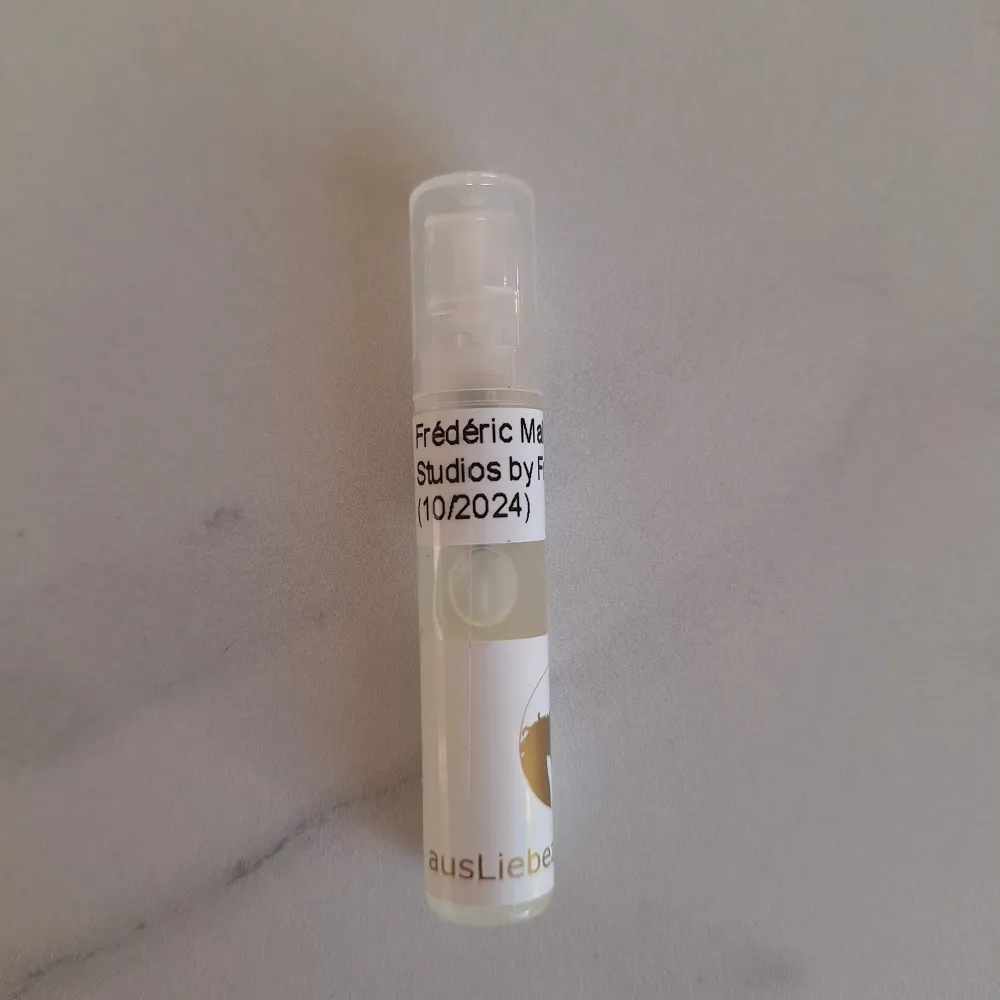 Frédéric Ma
Studios by F
(10/2024)
ausLiebe